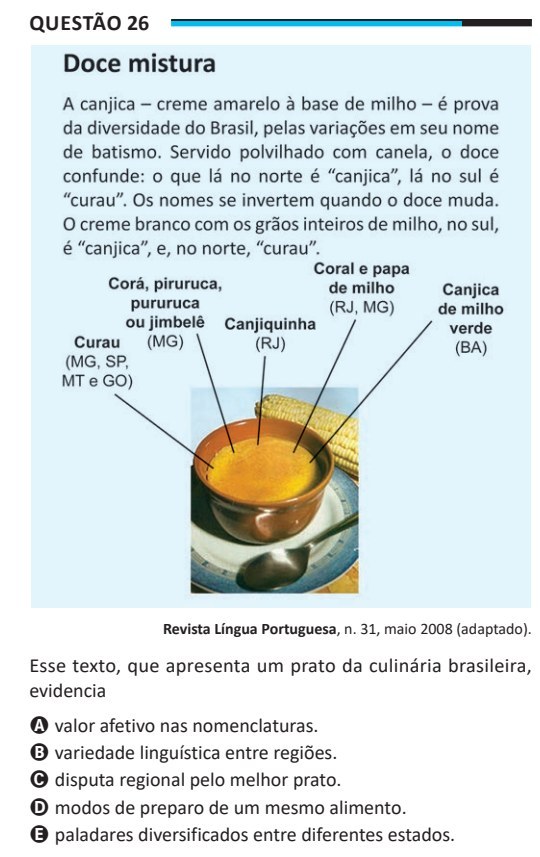 QUESTÃO 26
Doce mistura
A canjica – creme amarelo à base de milho – é prova
da diversidade do Brasil, pelas variações em seu nome
de batismo. Servido polvilhado com canela, o doce
confunde: o que lá no norte é “canjica”, lá no sul é
“curau”. Os nomes se invertem quando o doce muda.
O creme branco com os grãos inteiros de milho, no sul,
é “canjica”, e, no norte, “curau”.
Curau
(MG, SP,
MT e GO)
Corá, piruruca,
pururuca
ou jimbelê
(MG)
Canjiquinha
(RJ)
Coral e papa
de milho
(RJ, MG)
Canjica
de milho
verde
(BA)
Revista Língua Portuguesa, n. 31, maio 2008 (adaptado).
Esse texto, que apresenta um prato da culinária brasileira,
evidencia
A valor afetivo nas nomenclaturas.
B variedade linguística entre regiões.
C disputa regional pelo melhor prato.
D modos de preparo de um mesmo alimento.
E paladares diversificados entre diferentes estados.